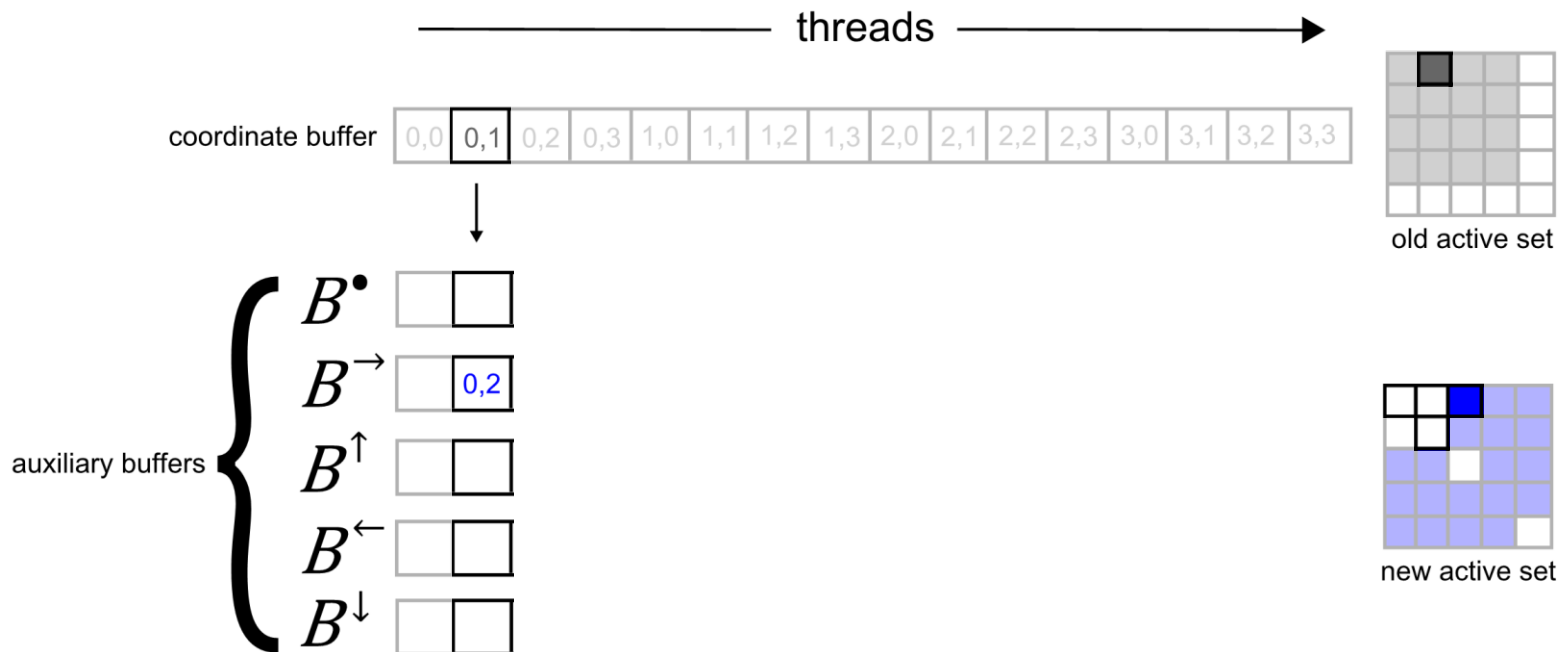 threads
coordinate buffer 0,0 0,1 0,2 0,3 1,0 1,1 1,2 1,3 2,0 2,1 2,2 2,3 3,0 3,1 3,2 3,3
old active set
B•
B→ 0,2
B↑
auxiliary buffers
B←
new active set
B↓